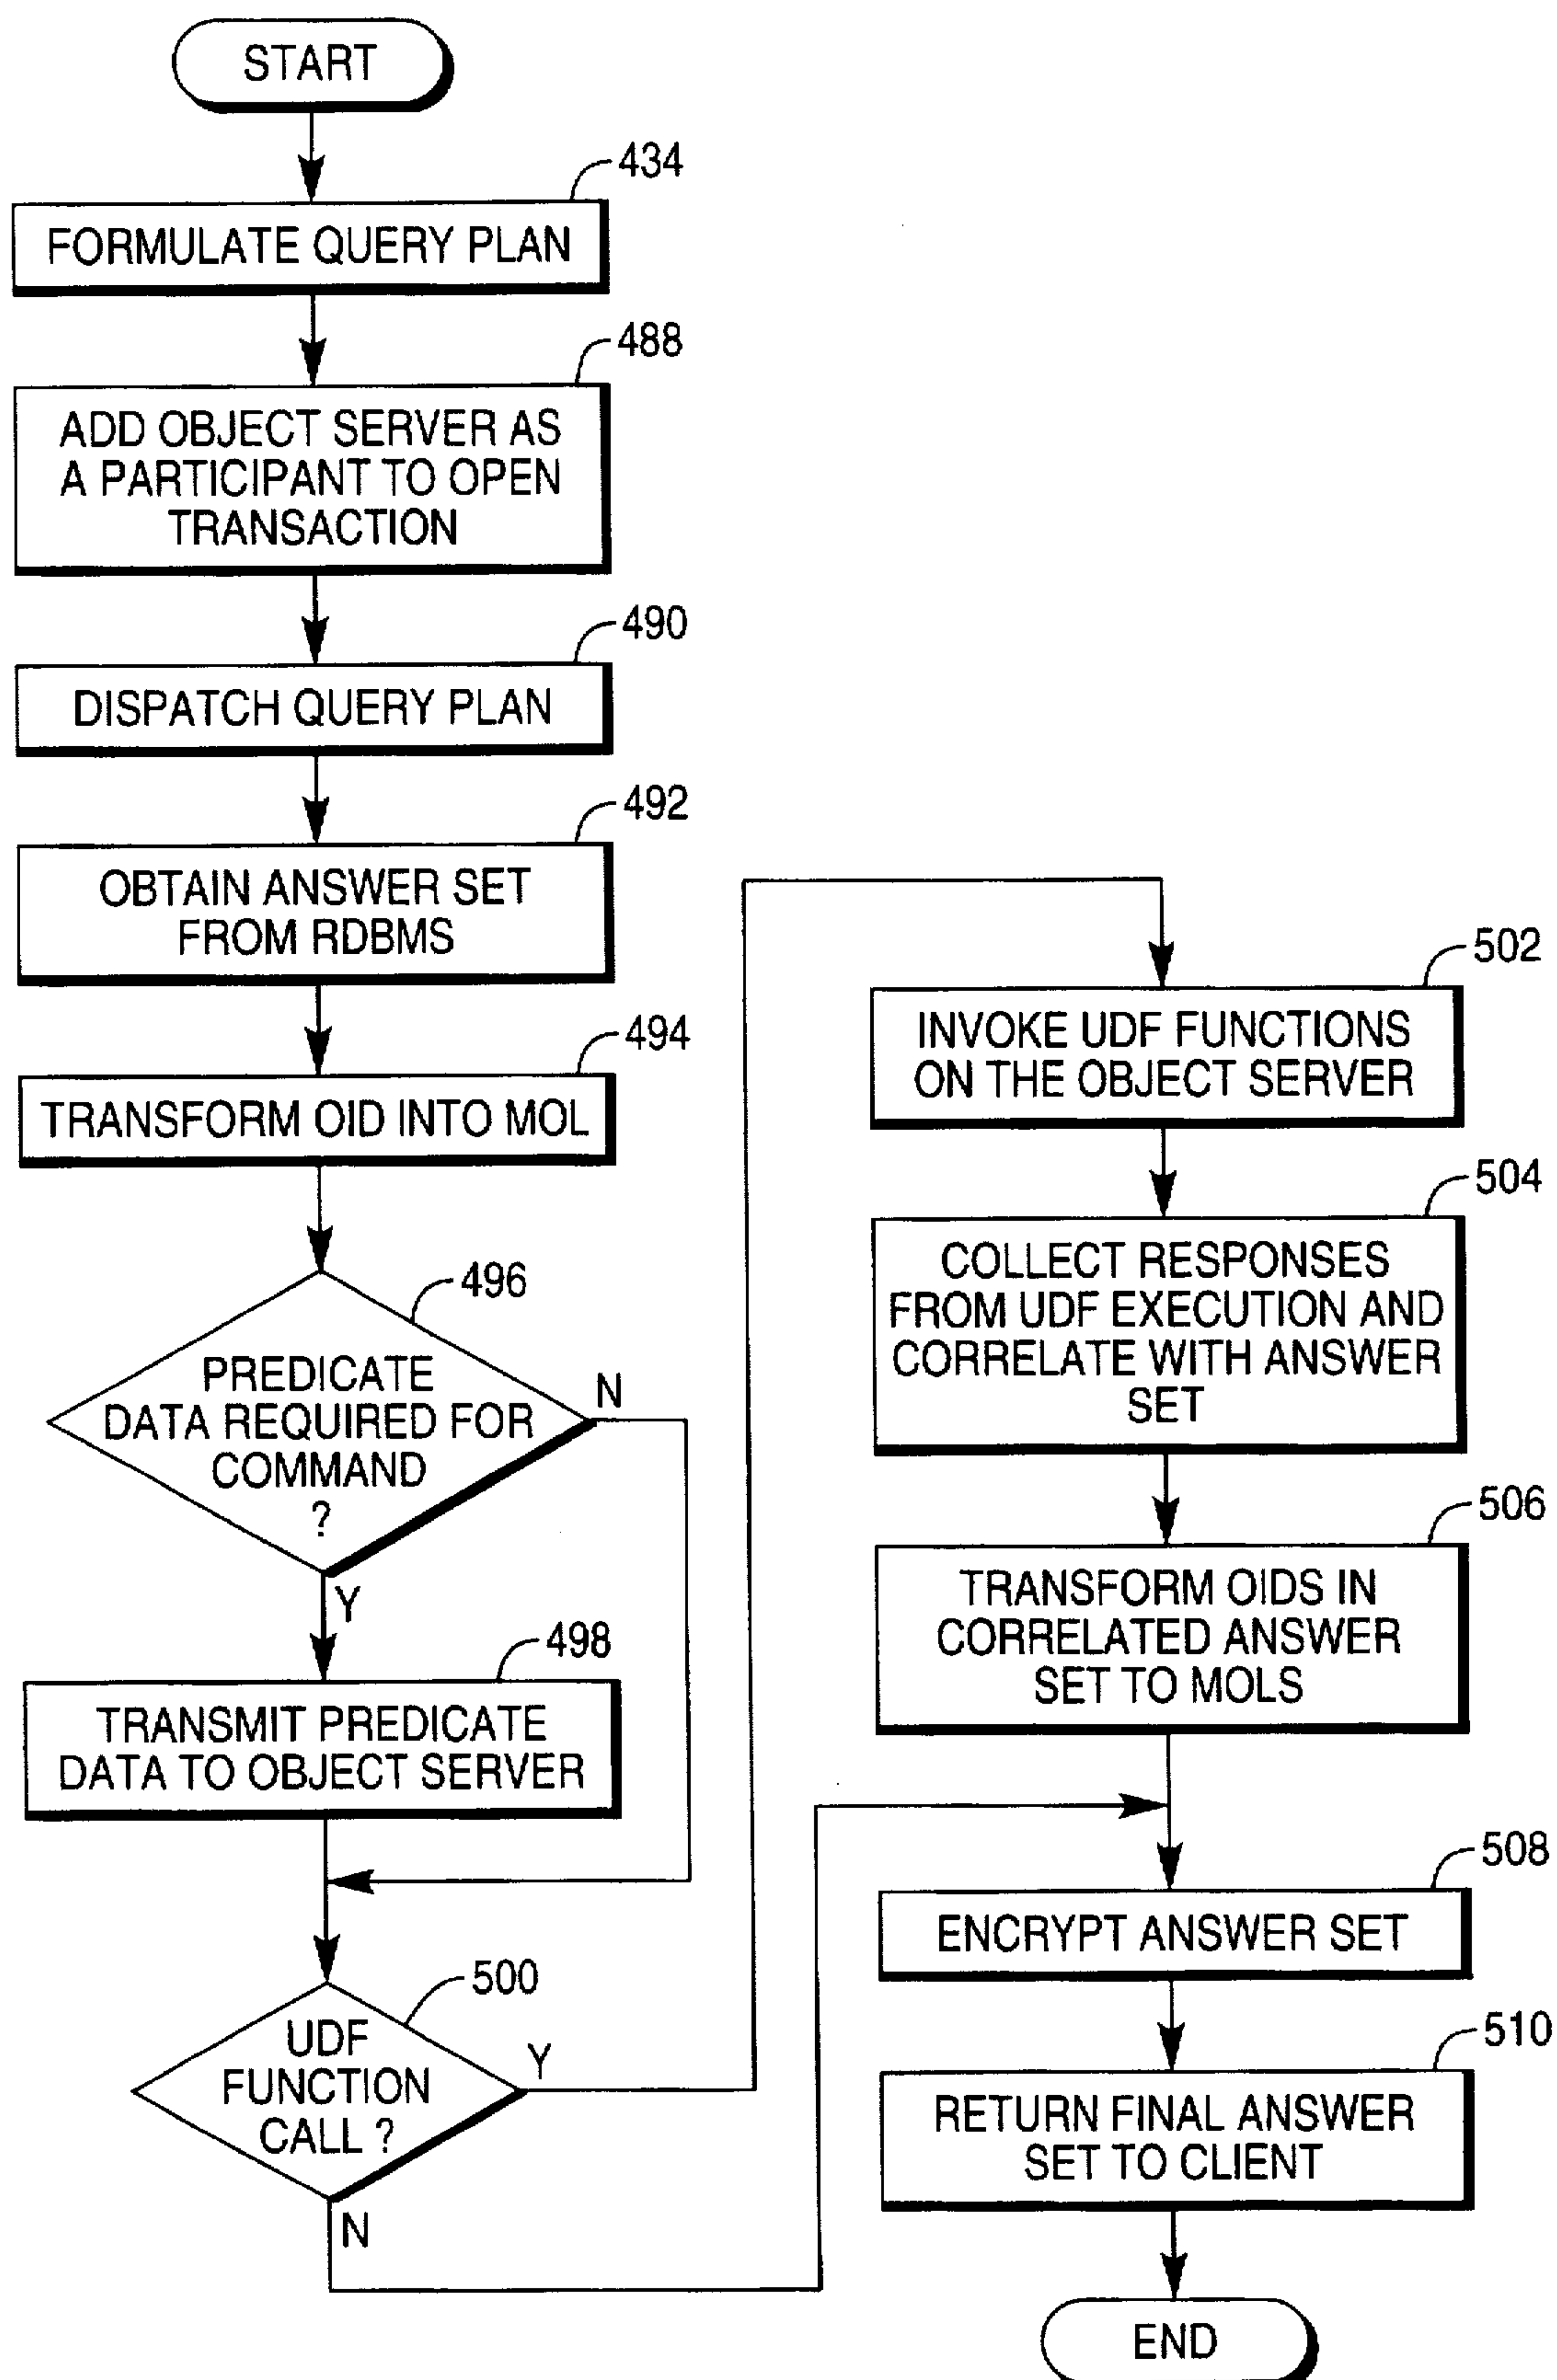 START
434
FORMULATE QUERY PLAN
488
ADD OBJECT SERVER AS
A PARTICIPANT TO OPEN
TRANSACTION
490
DISPATCH QUERY PLAN
492
OBTAIN ANSWER SET
FROM RDBMS
494
TRANSFORM OID INTO MOL
496
PREDICATE
DATA REQUIRED FOR
COMMAND
?
N
Y
498
TRANSMIT PREDICATE
DATA TO OBJECT SERVER
500
UDF
FUNCTION
CALL ?
Y
N
502
INVOKE UDF FUNCTIONS
ON THE OBJECT SERVER
504
COLLECT RESPONSES
FROM UDF EXECUTION AND
CORRELATE WITH ANSWER
SET
506
TRANSFORM OIDS IN
CORRELATED ANSWER
SET TO MOLS
508
ENCRYPT ANSWER SET
510
RETURN FINAL ANSWER
SET TO CLIENT
END